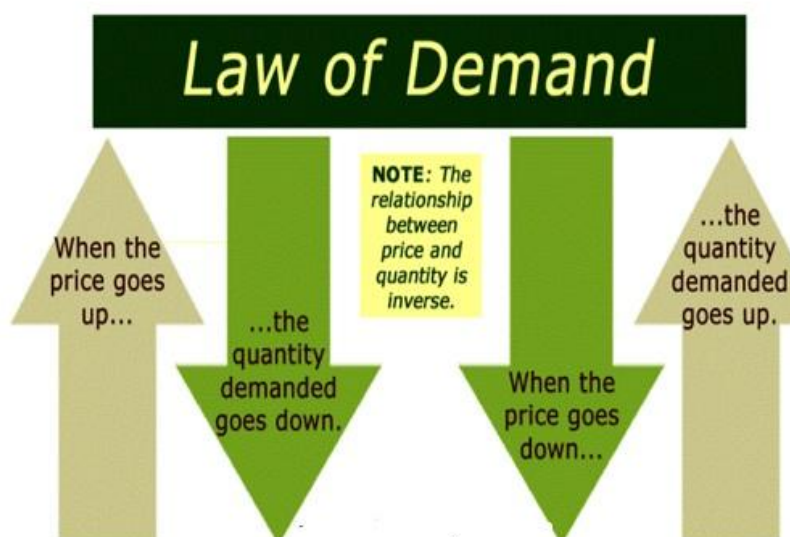 Law of Demand
When the
price goes
up...
...the
quantity
demanded
goes down.
NOTE: The
relationship
between
price and
quantity is
inverse.
When the
price goes
down...
...the
quantity
demanded
goes up.